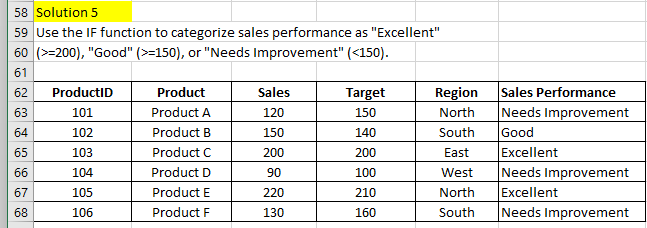 58 Solution 5
59 Use the IF function to categorize sales performance as "Excellent"
60 (>=200), "Good" (>=150), or "Needs Improvement" (<150).
61
62 ProductID Product Sales Target Region Sales Performance
63 101 Product A 120 150 North Needs Improvement
64 102 Product B 150 140 South Good
65 103 Product C 200 200 East Excellent
66 104 Product D 90 100 West Needs Improvement
67 105 Product E 220 210 North Excellent
68 106 Product F 130 160 South Needs Improvement